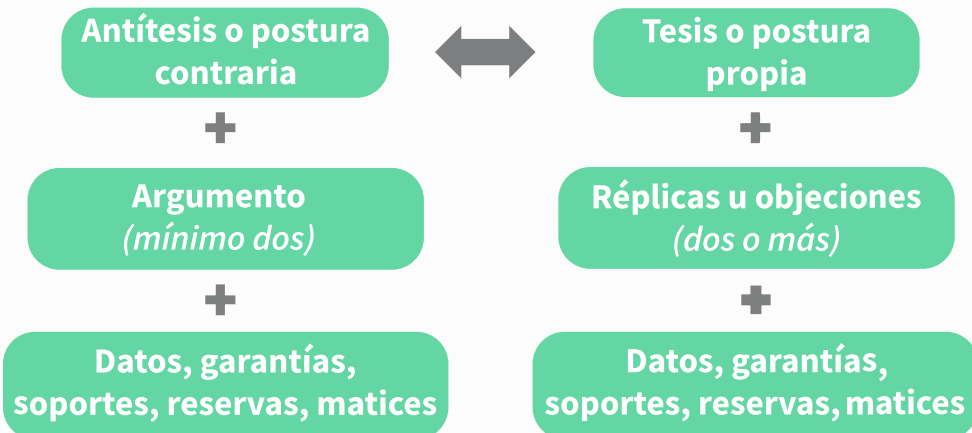 Antítesis o postura
contraria
Tesis o postura
propia
Argumento
(mínimo dos)
Réplicas u objeciones
(dos o más)
Datos, garantías,
soportes, reservas, matices
Datos, garantías,
soportes, reservas, matices